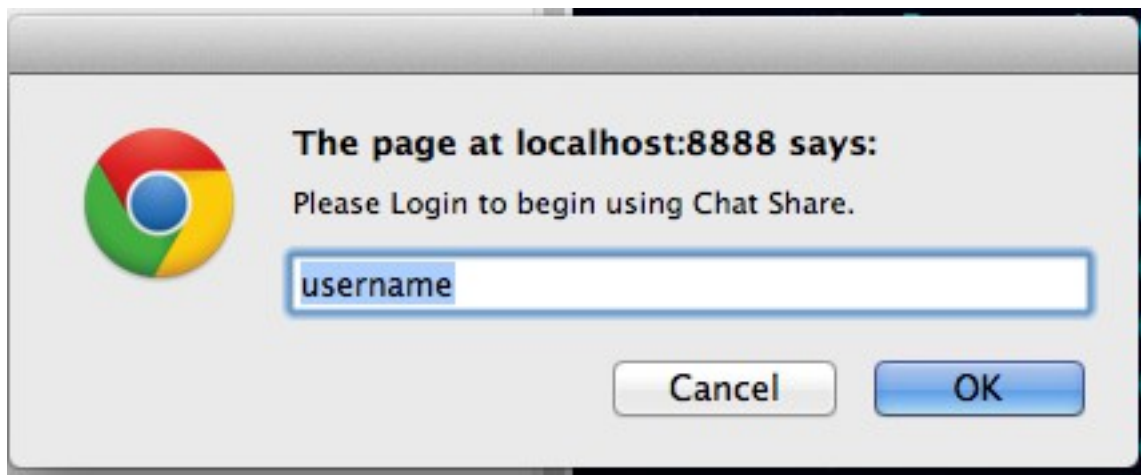 The page at localhost:8888 says:
Please Login to begin using Chat Share.
username
Cancel OK